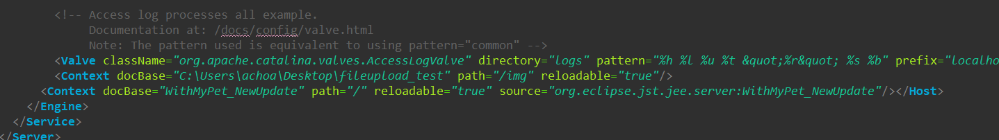 <!-- Access log processes all example.
Documentation at: /docs/config/valve.html
Note: The pattern used is equivalent to using pattern="common" -->
<Valve className="org.apache.catalina.valves.AccessLogValve" directory="logs" pattern="%h %l %u %t &quot;%r&quot; %s %b" prefix="localho
<Context docBase="C:\Users\achoa\Desktop\fileupload_test" path="/img" reloadable="true"/>
<Context docBase="WithMyPet_NewUpdate" path="/" reloadable="true" source="org.eclipse.jst.jee.server:WithMyPet_NewUpdate"/></Host>
</Engine>
</Service>
</Server>